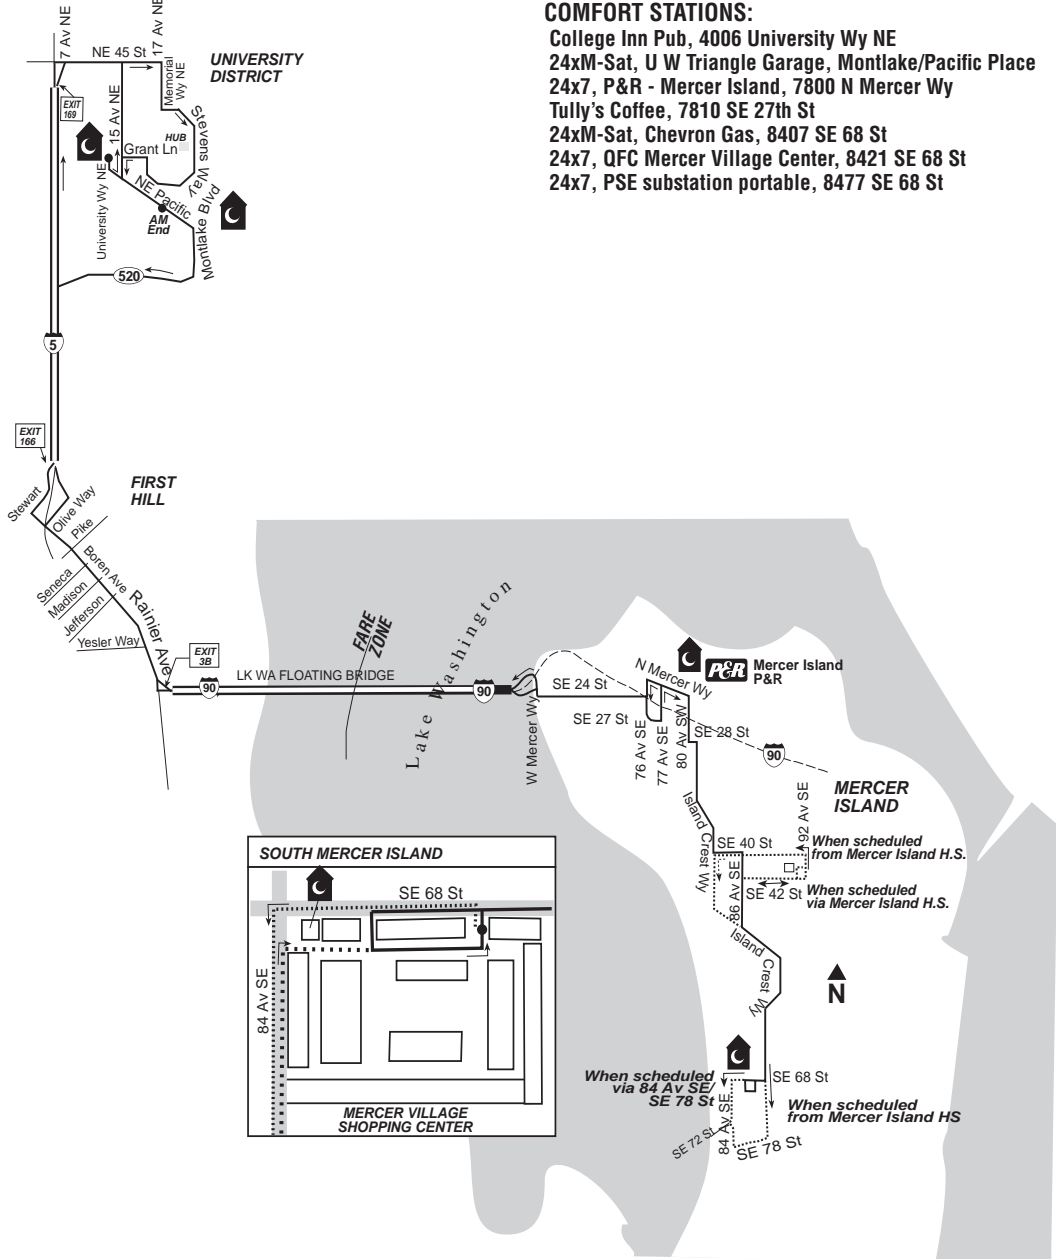 COMFORT STATIONS:
College Inn Pub, 4006 University Wy NE
24xM-Sat, U W Triangle Garage, Montlake/Pacific Place
24x7, P&R - Mercer Island, 7800 N Mercer Wy
Tully's Coffee, 7810 SE 27th St
24xM-Sat, Chevron Gas, 8407 SE 68 St
24x7, QFC Mercer Village Center, 8421 SE 68 St
24x7, PSE substation portable, 8477 SE 68 St
7 Av NE
NE 45 St
17 Av NE
UNIVERSITY
DISTRICT
Memorial
Wy NE
EXIT
169
15 Av NE
HUB
Grant Ln
Stevens Way
University Wy NE
NE Pacific
AM
End
Montlake Blvd
520
5
EXIT
166
FIRST
HILL
Stewart
Olive Way
Pike
Boren Ave
Seneca
Madison
Jefferson
Rainier Ave
Yesler Way
EXIT
3B
90
LK WA FLOATING BRIDGE
FARE
ZONE
Lake Washington
90
W Mercer Wy
SE 24 St
N Mercer Wy
P&R
Mercer Island
P&R
SE 27 St
76 Av SE
77 Av SE
80 Av SE
SE 28 St
90
MERCER
ISLAND
Island Crest Wy
SE 40 St
92 Av SE
When scheduled
from Mercer Island H.S.
86 Av SE
SE 42 St
When scheduled
via Mercer Island H.S.
Island Crest Wy
N
When scheduled
via 84 Av SE/
SE 78 St
SE 68 St
When scheduled
from Mercer Island HS
84 Av SE
SE 72 St
SE 78 St
SOUTH MERCER ISLAND
SE 68 St
84 Av SE
MERCER VILLAGE
SHOPPING CENTER